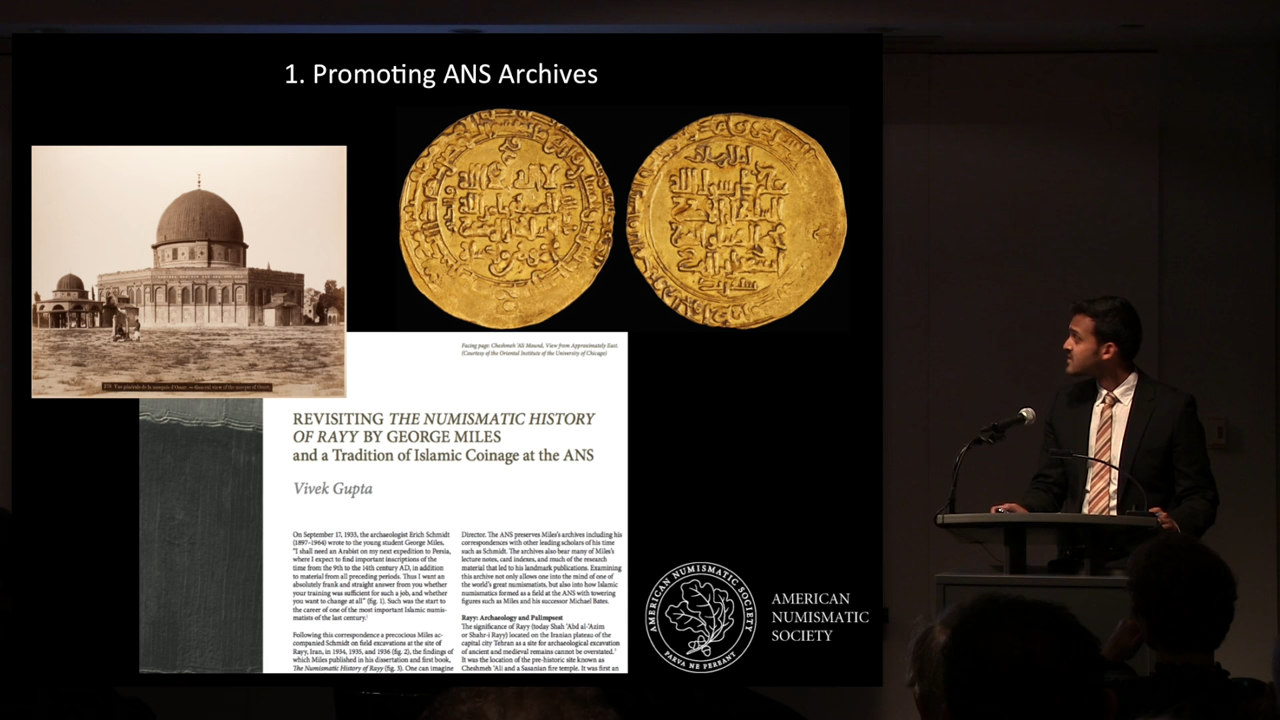 1. Promoting ANS Archives
Facing page: Cheshmeh 'Ali Mound, View from Approximately East.
(Courtesy of the Oriental Institute of the University of Chicago)
REVISITING THE NUMISMATIC HISTORY
OF RAYY BY GEORGE MILES
and a Tradition of Islamic Coinage at the ANS
Vivek Gupta
On September 17, 1933, the archaeologist Erich Schmidt
(1897–1964) wrote to the young student George Miles,
"I shall need an Arabist on my next expedition to Persia,
where I expect to find important inscriptions of the
time from the 9th to the 14th century AD, in addition
to material from all preceding periods. Thus I want an
absolutely frank and straight answer from you whether
your training was sufficient for such a job, and whether
you want to change at all" (fig. 1). Such was the start to
the career of one of the most important Islamic numis-
matists of the last century.
Following this correspondence a precocious Miles ac-
companied Schmidt on field excavations at the site of
Rayy, Iran, in 1934, 1935, and 1936 (fig. 2), the findings of
which Miles published in his dissertation and first book,
The Numismatic History of Rayy (fig. 3). One can imagine
Director. The ANS preserves Miles's archives including his
correspondences with other leading scholars of his time
such as Schmidt. The archives also bear many of Miles's
lecture notes, card indexes, and much of the research
material that led to his landmark publications. Examining
this archive not only allows one into the mind of one of
the world's great numismatists, but also into how Islamic
numismatics formed as a field at the ANS with towering
figures such as Miles and his successor Michael Bates.
Rayy: Archaeology and Palimpsest
The significance of Rayy (today Shah 'Abd al-'Azim
or Shahr-i Rayy) located on the Iranian plateau of the
capital city Tehran as a site for archaeological excavation
of ancient and medieval remains cannot be overstated.
It was the location of the pre-historic site known as
Cheshmeh 'Ali and a Sasanian fire temple. It was first an
AMERICAN NUMISMATIC SOCIETY
PARVA NE PEREANT
AMERICAN
NUMISMATIC
SOCIETY